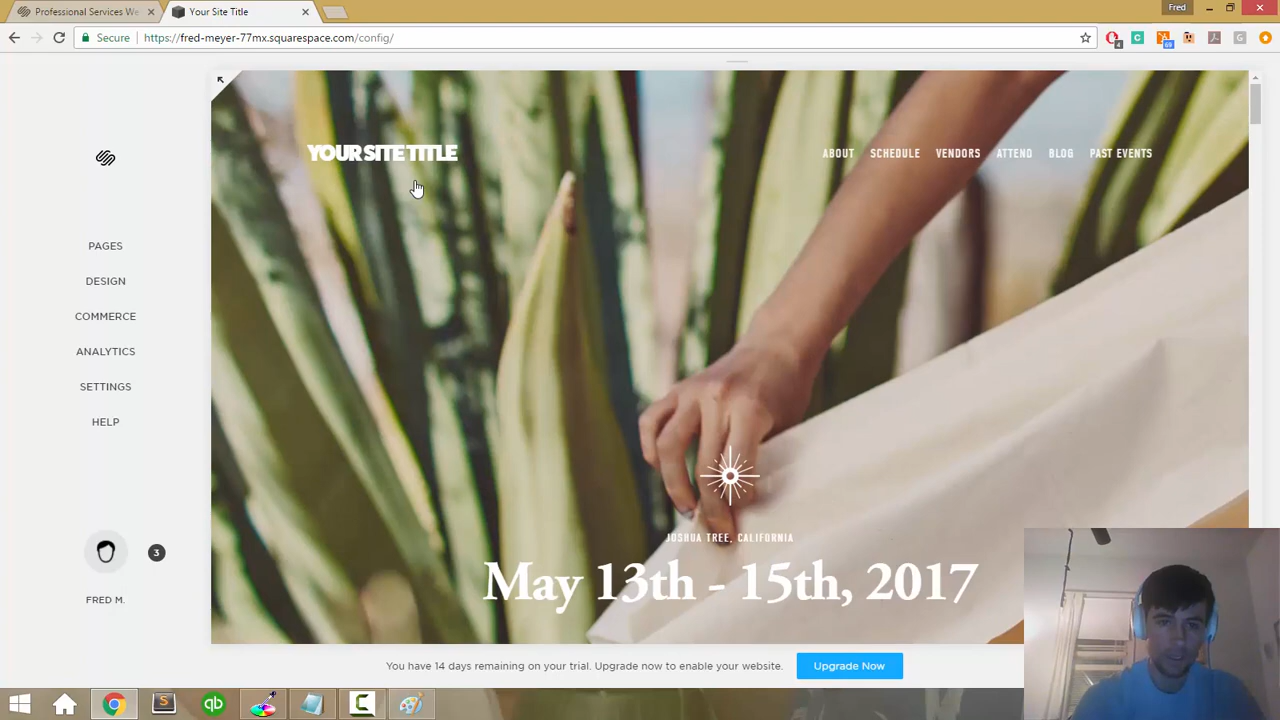 Professional Services We
Your Site Title
Fred
Secure
https://fred-meyer-77mx.squarespace.com/config/
4
69
YOUR SITE TITLE
ABOUT SCHEDULE VENDORS ATTEND BLOG PAST EVENTS
PAGES
DESIGN
COMMERCE
ANALYTICS
SETTINGS
HELP
3
FRED M.
JOSHUA TREE, CALIFORNIA
May 13th - 15th, 2017
You have 14 days remaining on your trial. Upgrade now to enable your website.
Upgrade Now